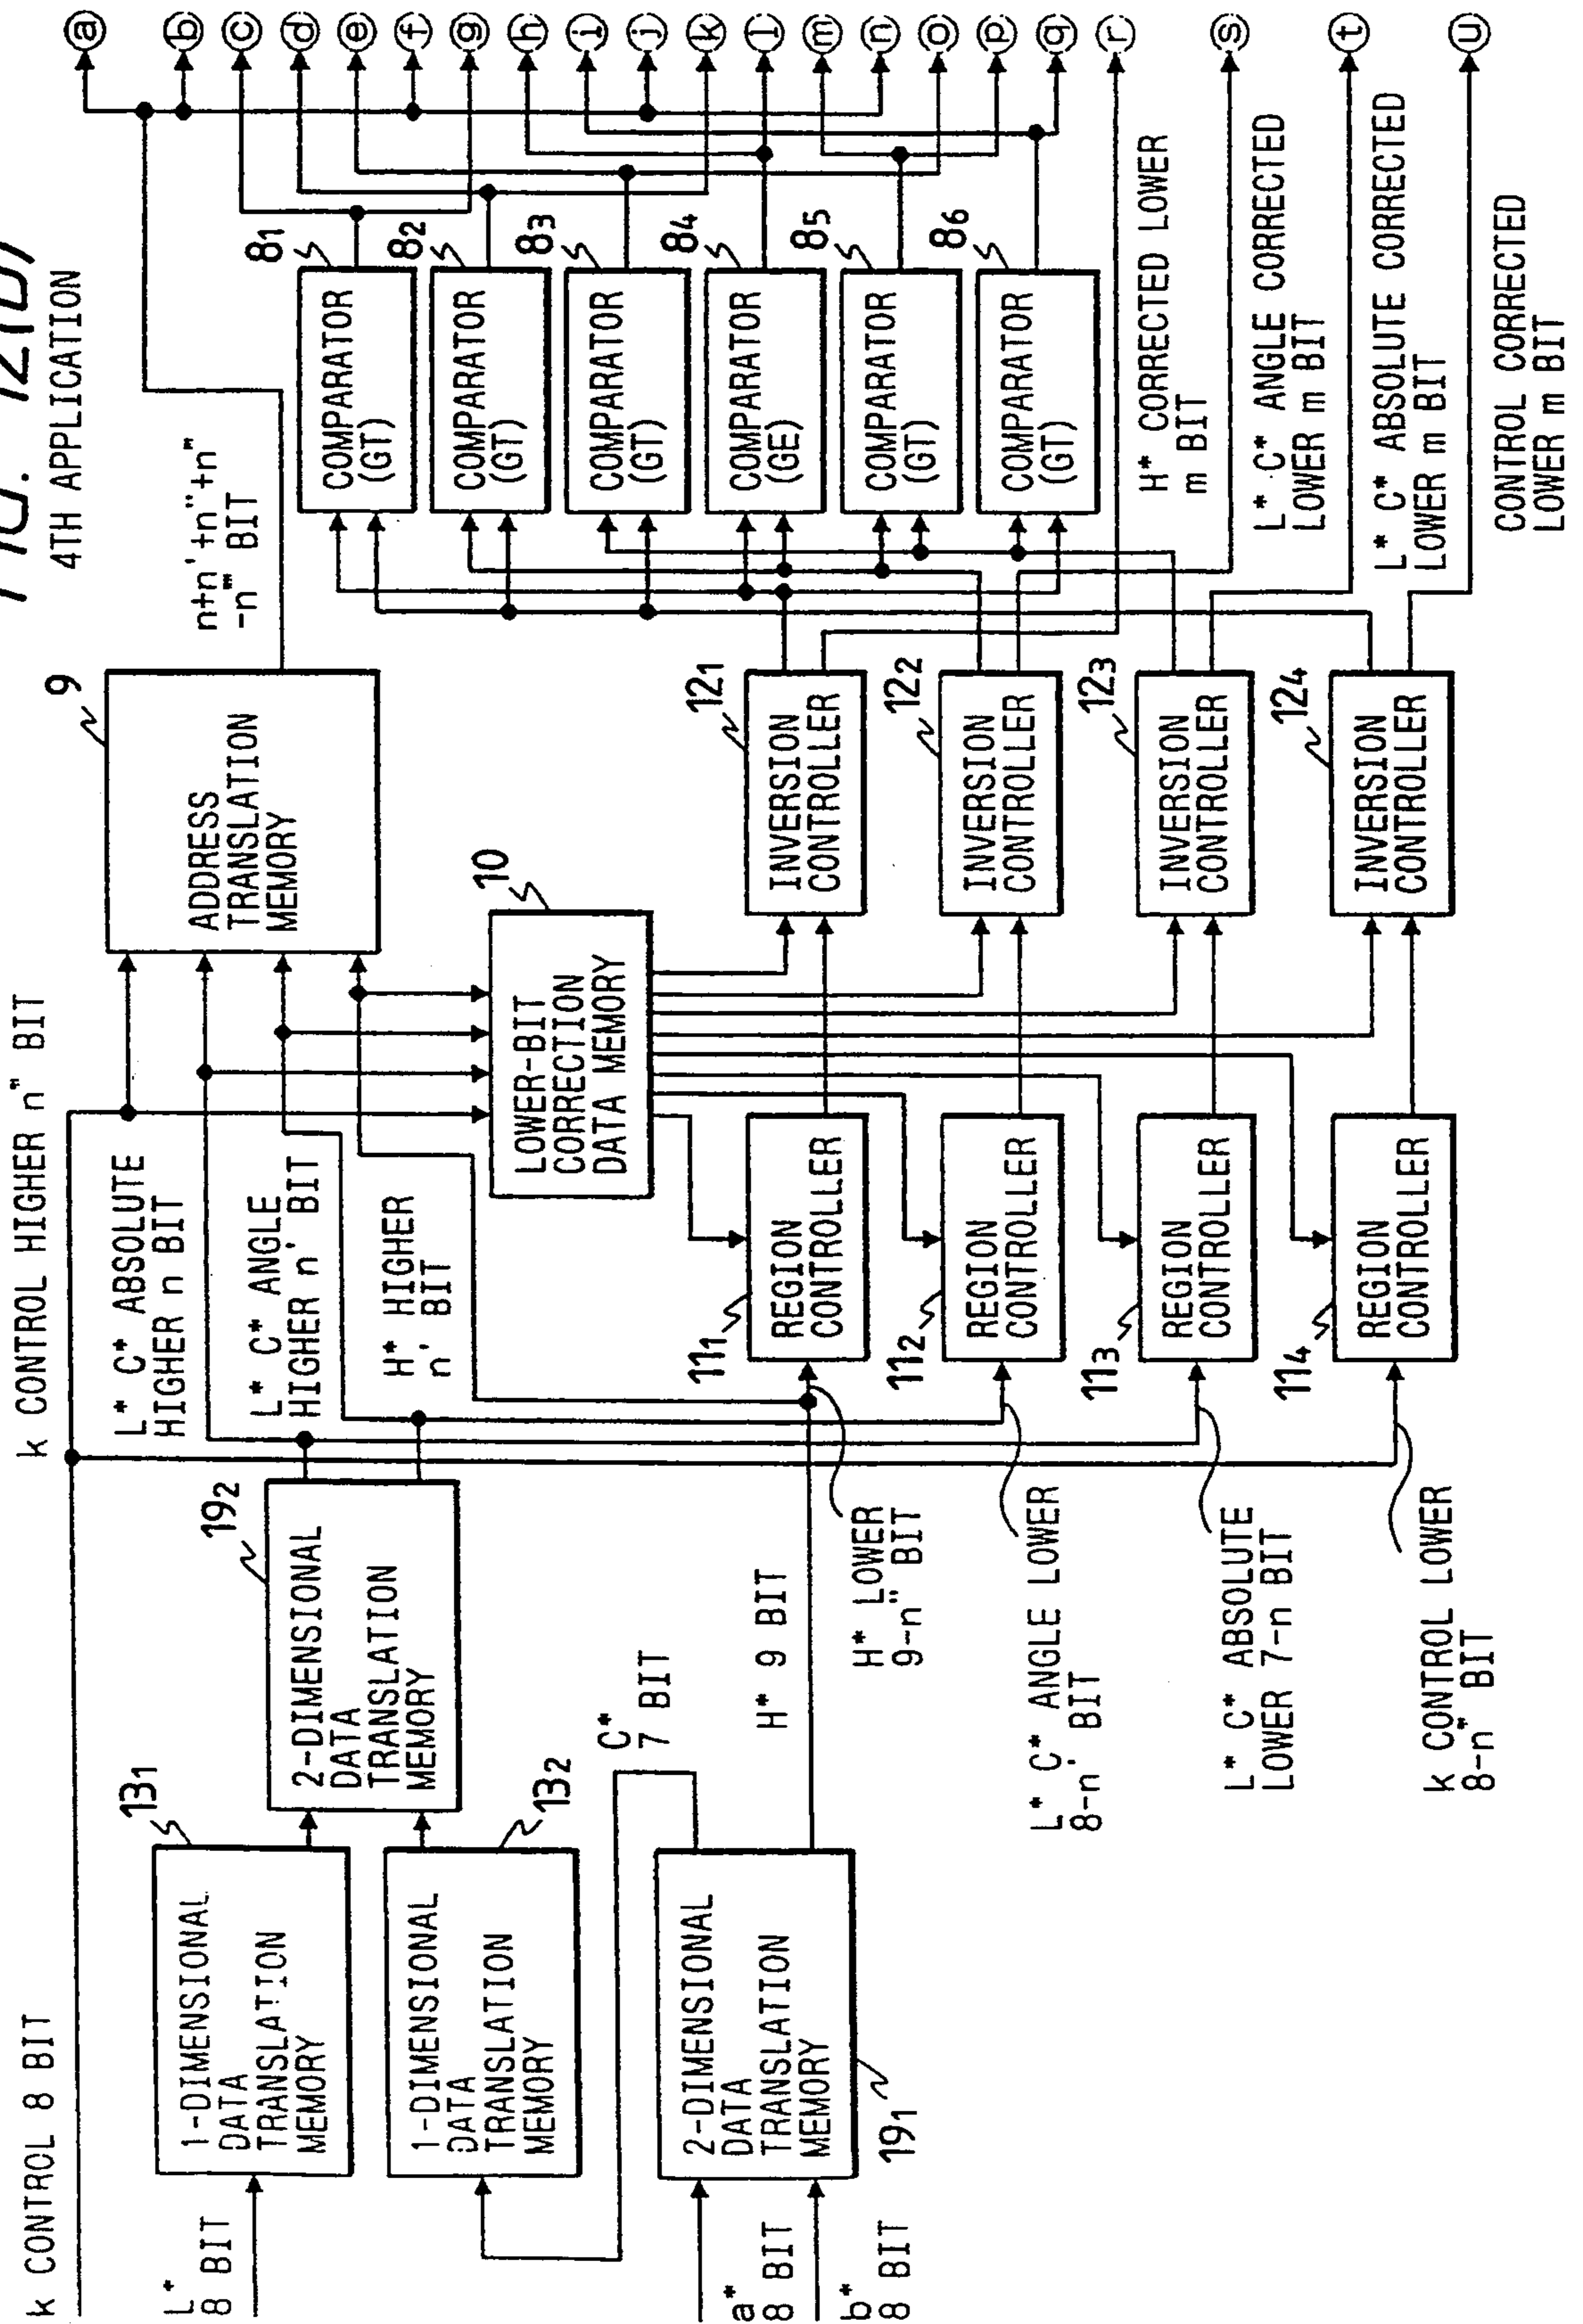 FIG. 12(b)
4TH APPLICATION
k CONTROL 8 BIT
k CONTROL HIGHER n''' BIT
L*
8 BIT
a*
8 BIT
b*
8 BIT
1-DIMENSIONAL
DATA
TRANSLATION
MEMORY
131
1-DIMENSIONAL
DATA
TRANSLATION
MEMORY
132
2-DIMENSIONAL
DATA
TRANSLATION
MEMORY
191
2-DIMENSIONAL
DATA
TRANSLATION
MEMORY
192
C*
7 BIT
H* 9 BIT
L* C* ABSOLUTE
HIGHER n BIT
L* C* ANGLE
HIGHER n' BIT
H* HIGHER
n' BIT
H* LOWER
9-n'' BIT
L* C* ANGLE LOWER
8-n' BIT
L* C* ABSOLUTE
LOWER 7-n BIT
k CONTROL LOWER
8-n''' BIT
ADDRESS
TRANSLATION
MEMORY
9
LOWER-BIT
CORRECTION
DATA MEMORY
10
REGION
CONTROLLER
111
REGION
CONTROLLER
112
REGION
CONTROLLER
113
REGION
CONTROLLER
114
INVERSION
CONTROLLER
121
INVERSION
CONTROLLER
122
INVERSION
CONTROLLER
123
INVERSION
CONTROLLER
124
n+n'+n''+n'''
-n'''' BIT
COMPARATOR
(GT)
81
COMPARATOR
(GT)
82
COMPARATOR
(GT)
83
COMPARATOR
(GE)
84
COMPARATOR
(GT)
85
COMPARATOR
(GT)
86
H* CORRECTED LOWER
m BIT
L* C* ANGLE CORRECTED
LOWER m BIT
L* C* ABSOLUTE CORRECTED
LOWER m BIT
CONTROL CORRECTED
LOWER m BIT
a
b
c
d
e
f
g
h
i
j
k
l
m
n
o
p
q
r
s
t
u